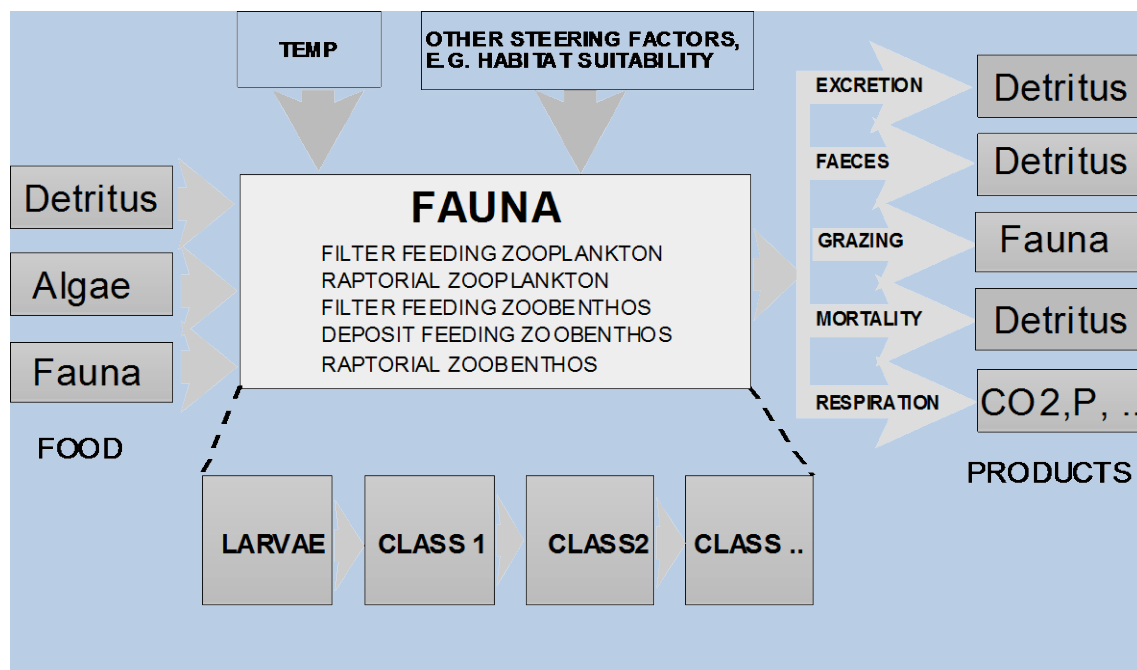 TEMP
OTHER STEERING FACTORS,
E.G. HABITAT SUITABILITY
Detritus
Algae
Fauna
FOOD
FAUNA
FILTER FEEDING ZOOPLANKTON
RAPTORIAL ZOOPLANKTON
FILTER FEEDING ZOOBENTHOS
DEPOSIT FEEDING ZOOBENTHOS
RAPTORIAL ZOOBENTHOS
EXCRETION
Detritus
FAECES
Detritus
GRAZING
Fauna
MORTALITY
Detritus
RESPIRATION
CO2,P, ..
PRODUCTS
LARVAE
CLASS 1
CLASS2
CLASS ..